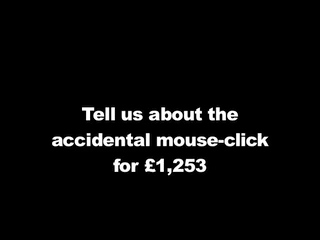 Tell us about the
accidental mouse-click
for £1,253